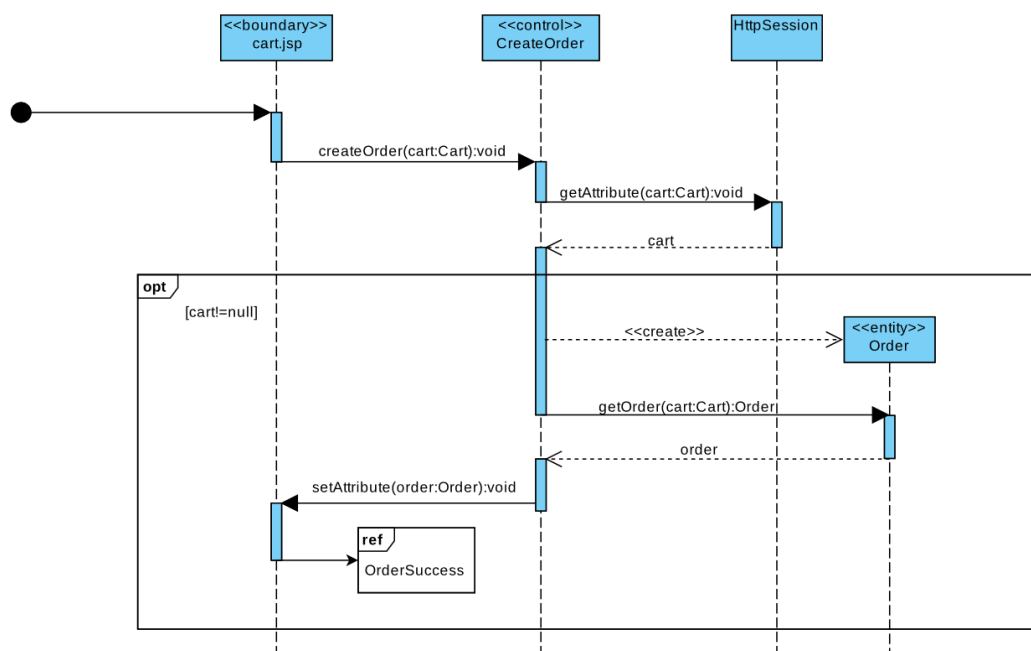 <<boundary>>
cart.jsp
<<control>>
CreateOrder
HttpSession
createOrder(cart:Cart):void
getAttribute(cart:Cart):void
cart
opt
[cart!=null]
<<create>>
<<entity>>
Order
getOrder(cart:Cart):Order
order
setAttribute(order:Order):void
ref
OrderSuccess